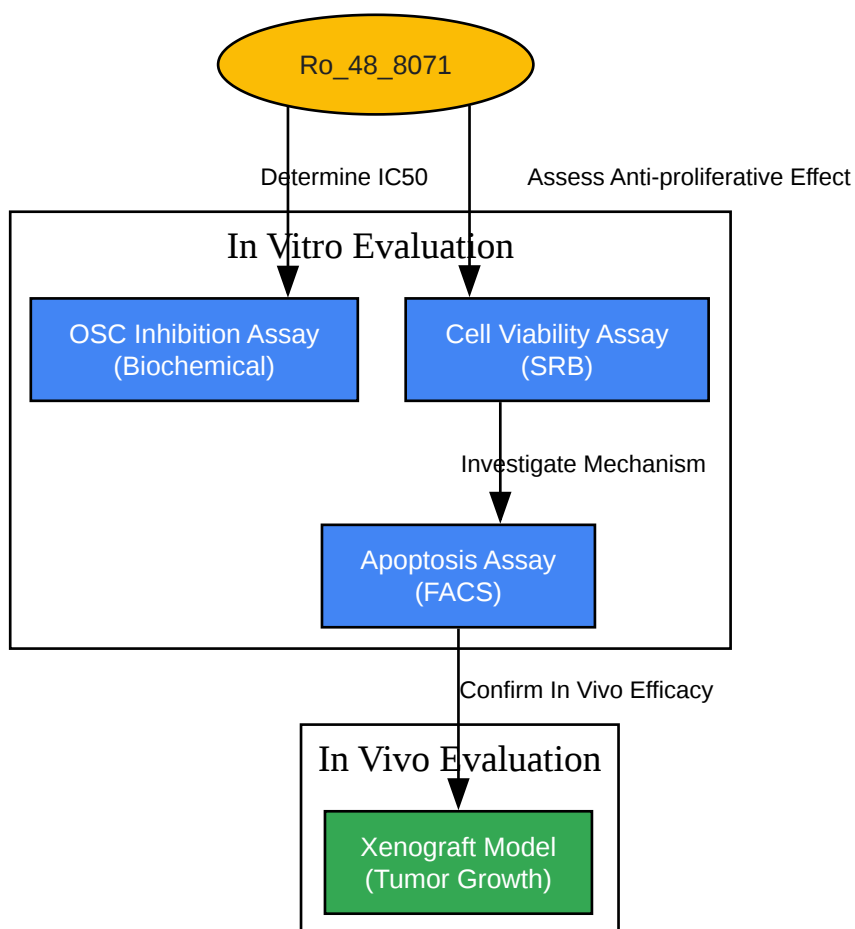 Ro_48_8071
Determine IC50
Assess Anti-proliferative Effect
In Vitro Evaluation
OSC Inhibition Assay
(Biochemical)
Cell Viability Assay
(SRB)
Investigate Mechanism
Apoptosis Assay
(FACS)
Confirm In Vivo Efficacy
In Vivo Evaluation
Xenograft Model
(Tumor Growth)